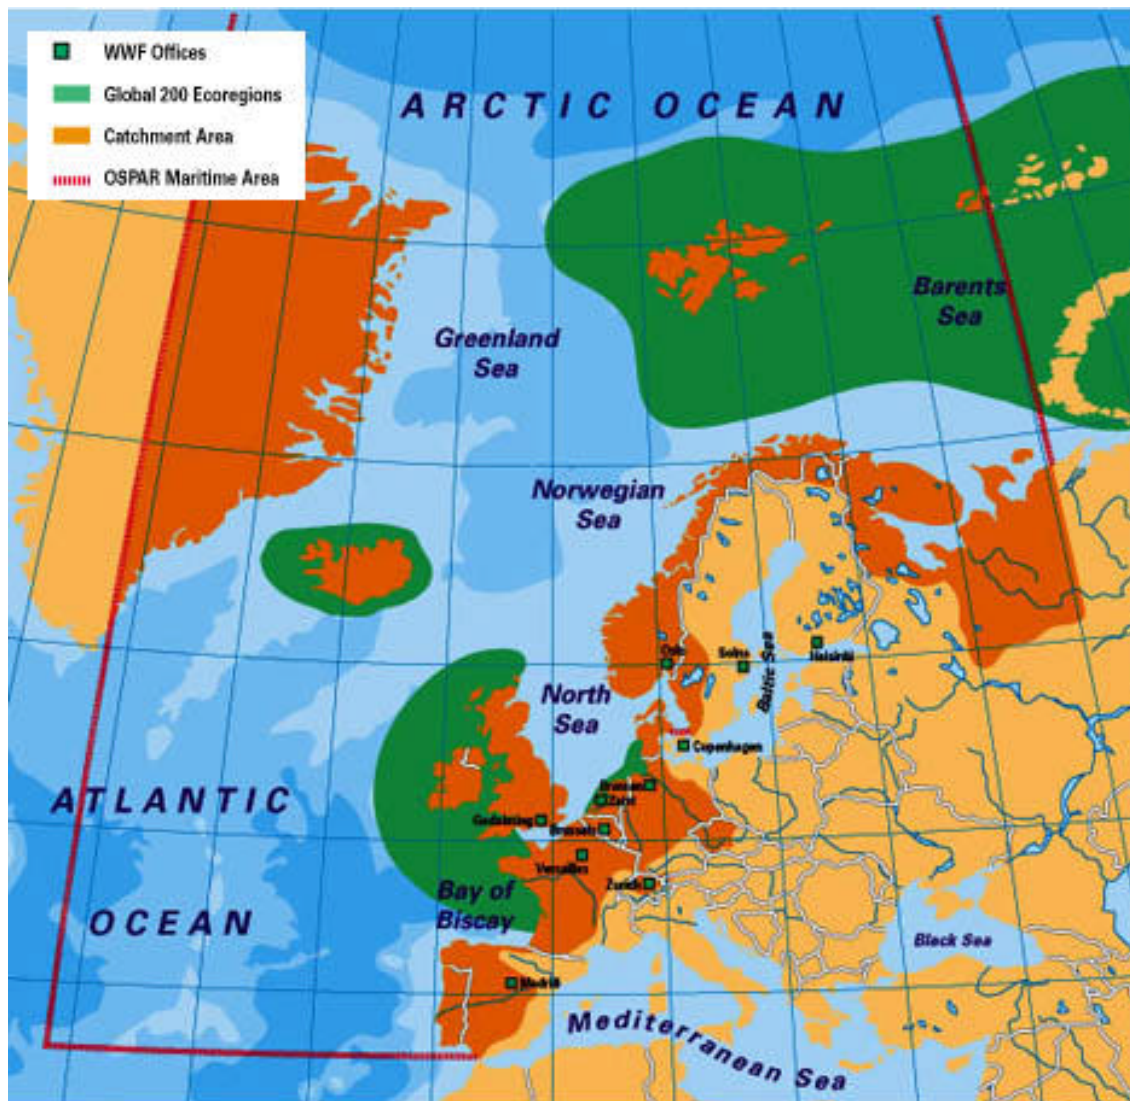 WWF Offices
Global 200 Ecoregions
Catchment Area
OSPAR Maritime Area
ARCTIC OCEAN
Barents
Sea
Greenland
Sea
Norwegian
Sea
Oslo
Solna
Helsinki
Baltic Sea
North
Sea
Copenhagen
ATLANTIC
OCEAN
Bremen
Zeist
Godalming
Brussels
Versailles
Zurich
Bay of
Biscay
Black Sea
Madrid
Mediterranean Sea